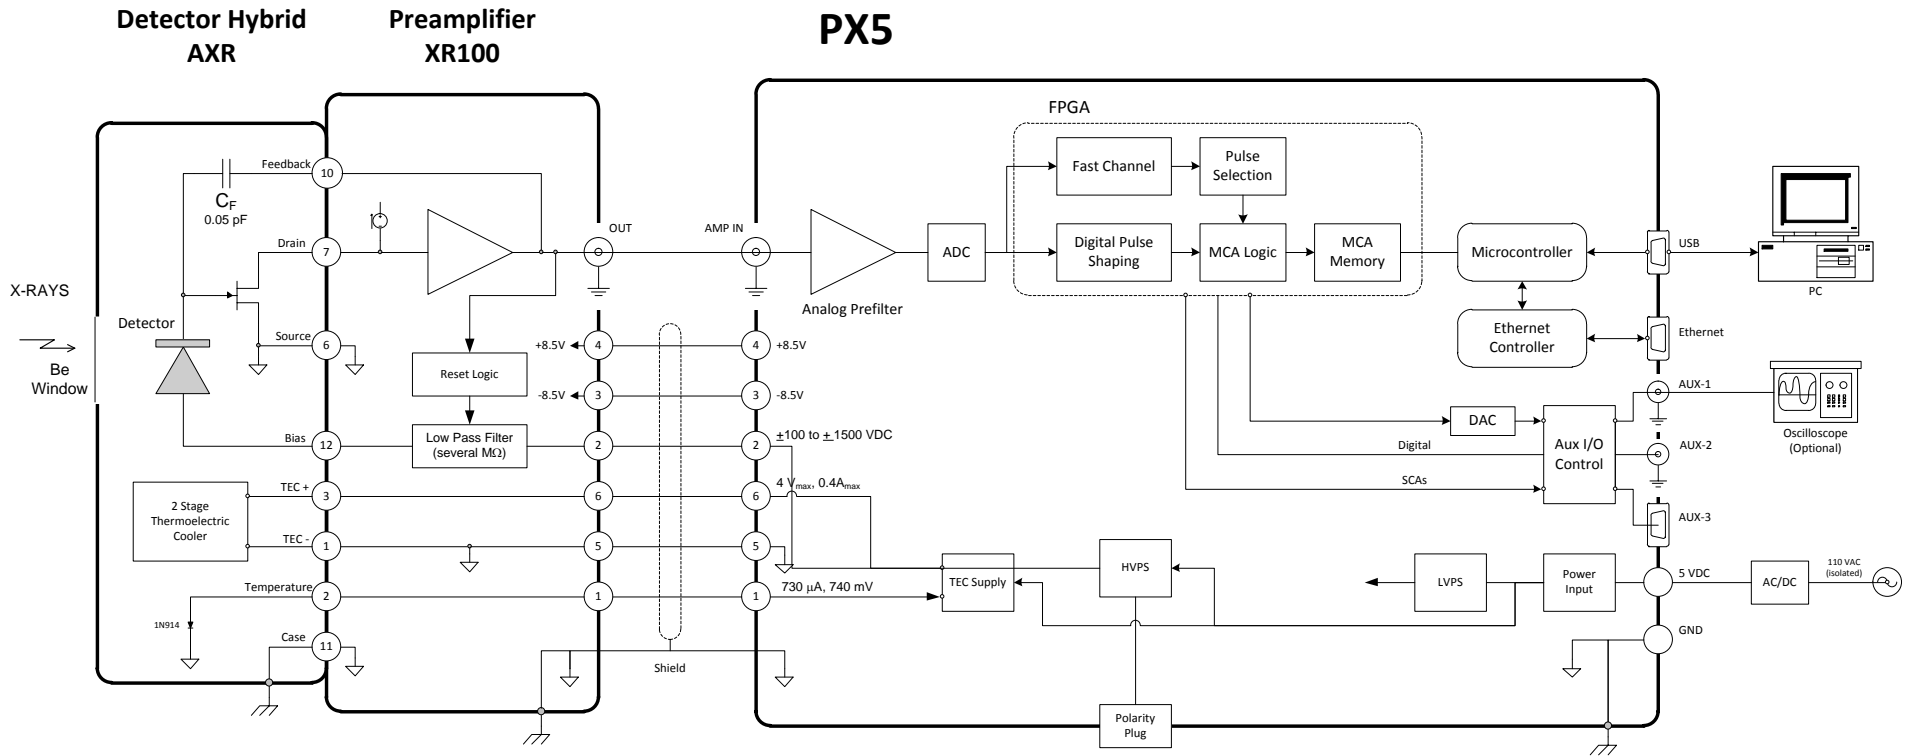 Detector Hybrid
AXR
Preamplifier
XR100
PX5
FPGA
Feedback
10
C_F
0.05 pF
Drain
7
X-RAYS
Be
Window
Detector
Source
6
Bias
12
2 Stage
Thermoelectric
Cooler
TEC +
3
TEC -
1
Temperature
2
1N914
Case
11
Reset Logic
Low Pass Filter
(several MΩ)
OUT
+8.5V
4
-8.5V
3
2
6
5
1
Shield
AMP IN
4
+8.5V
3
-8.5V
2
±100 to ±1500 VDC
6
4 Vmax, 0.4Amax
5
1
730 µA, 740 mV
Analog Prefilter
ADC
Fast Channel
Pulse
Selection
Digital Pulse
Shaping
MCA Logic
MCA
Memory
Microcontroller
Ethernet
Controller
USB
PC
Ethernet
AUX-1
Oscilloscope
(Optional)
DAC
Digital
SCAs
Aux I/O
Control
AUX-2
AUX-3
TEC Supply
HVPS
LVPS
Power
Input
5 VDC
AC/DC
110 VAC
(isolated)
GND
Polarity
Plug